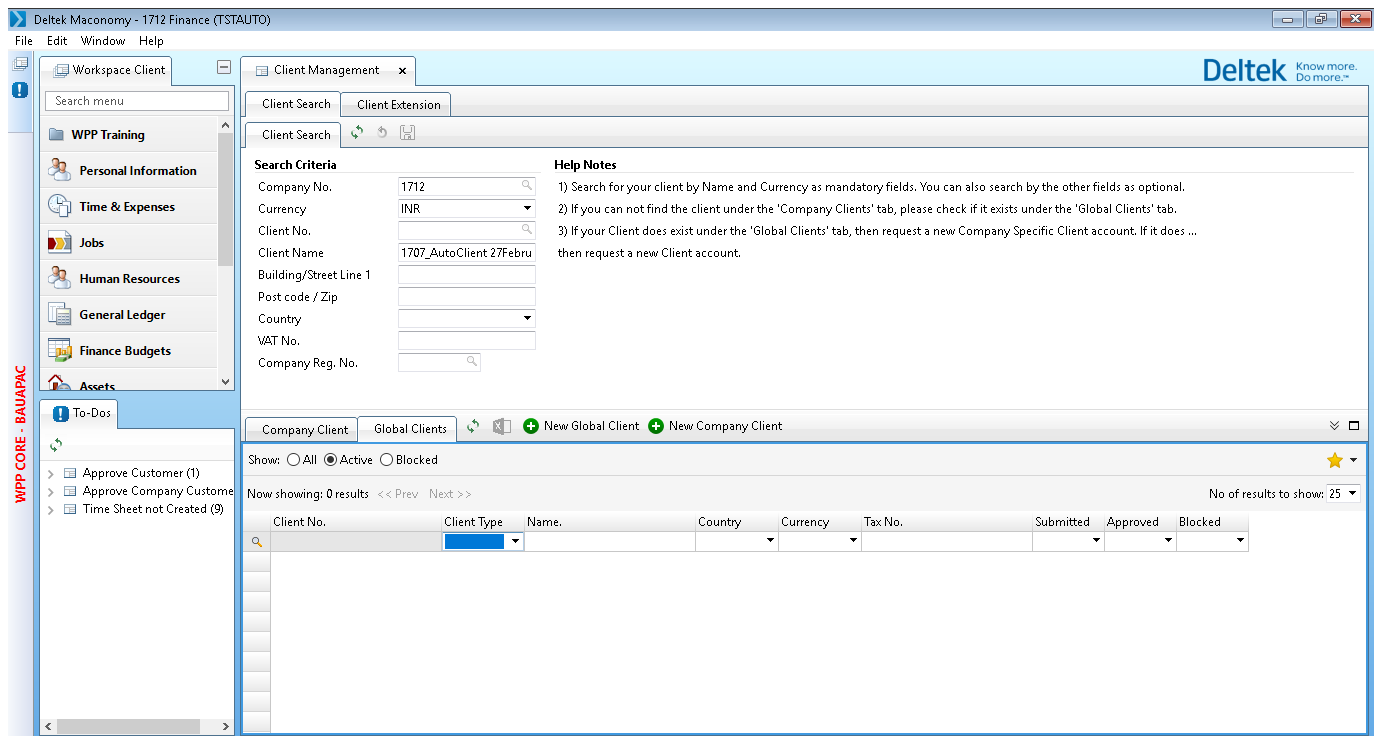 Deltek Maconomy - 1712 Finance (TSTAUTO)
File Edit Window Help
Workspace Client
Search menu
WPP Training
Personal Information
Time & Expenses
Jobs
Human Resources
General Ledger
Finance Budgets
Assets
WPP CORE - BAUAPAC
To-Dos
Approve Customer (1)
Approve Company Custome
Time Sheet not Created (9)
Client Management
Deltek Know more.
Do more.™
Client Search Client Extension
Client Search
Search Criteria
Company No. 1712
Currency INR
Client No.
Client Name 1707_AutoClient 27Febru
Building/Street Line 1
Post code / Zip
Country
VAT No.
Company Reg. No.
Help Notes
1) Search for your client by Name and Currency as mandatory fields. You can also search by the other fields as optional.
2) If you can not find the client under the 'Company Clients' tab, please check if it exists under the 'Global Clients' tab.
3) If your Client does exist under the 'Global Clients' tab, then request a new Company Specific Client account. If it does ...
then request a new Client account.
Company Client Global Clients New Global Client New Company Client
Show: All Active Blocked
Now showing: 0 results << Prev Next >> No of results to show: 25
Client No. Client Type Name. Country Currency Tax No. Submitted Approved Blocked